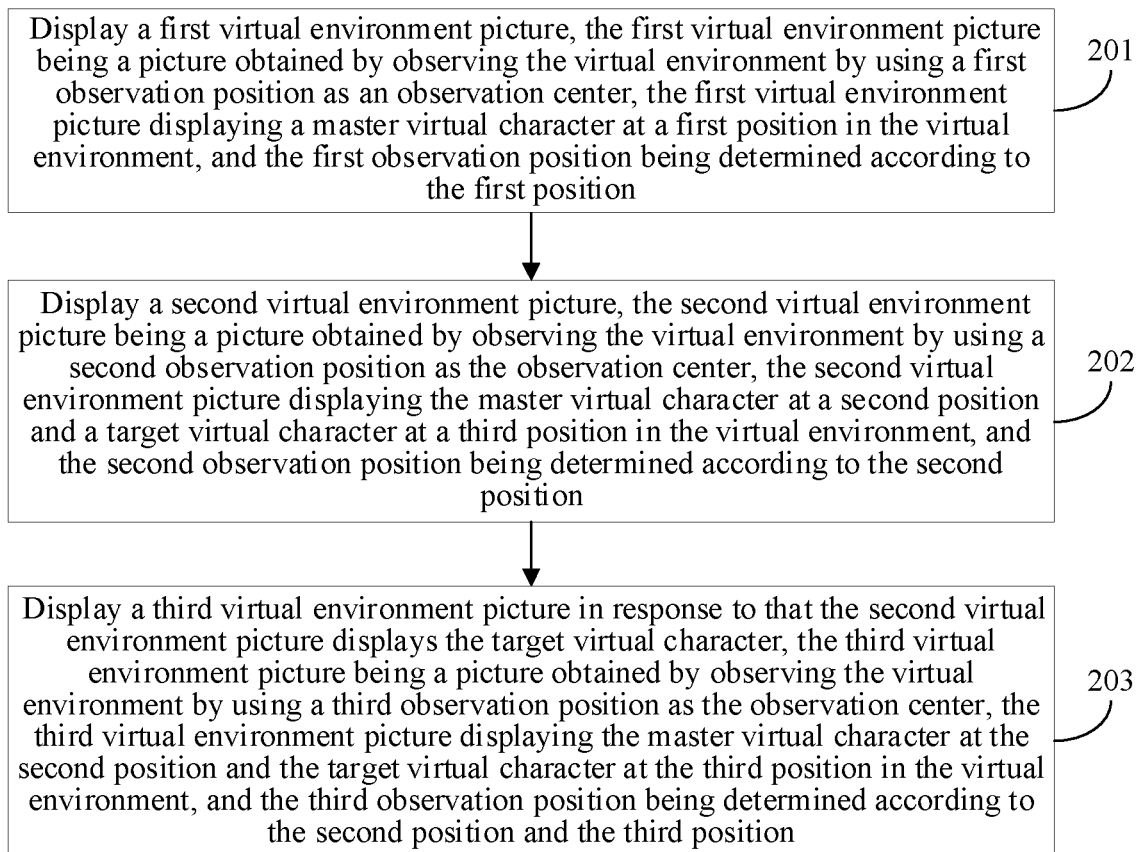 Display a first virtual environment picture, the first virtual environment picture
being a picture obtained by observing the virtual environment by using a first
observation position as an observation center, the first virtual environment
picture displaying a master virtual character at a first position in the virtual
environment, and the first observation position being determined according to
the first position
201
Display a second virtual environment picture, the second virtual environment
picture being a picture obtained by observing the virtual environment by using a
second observation position as the observation center, the second virtual
environment picture displaying the master virtual character at a second position
and a target virtual character at a third position in the virtual environment, and
the second observation position being determined according to the second
position
202
Display a third virtual environment picture in response to that the second virtual
environment picture displays the target virtual character, the third virtual
environment picture being a picture obtained by observing the virtual
environment by using a third observation position as the observation center, the
third virtual environment picture displaying the master virtual character at the
second position and the target virtual character at the third position in the virtual
environment, and the third observation position being determined according to
the second position and the third position
203